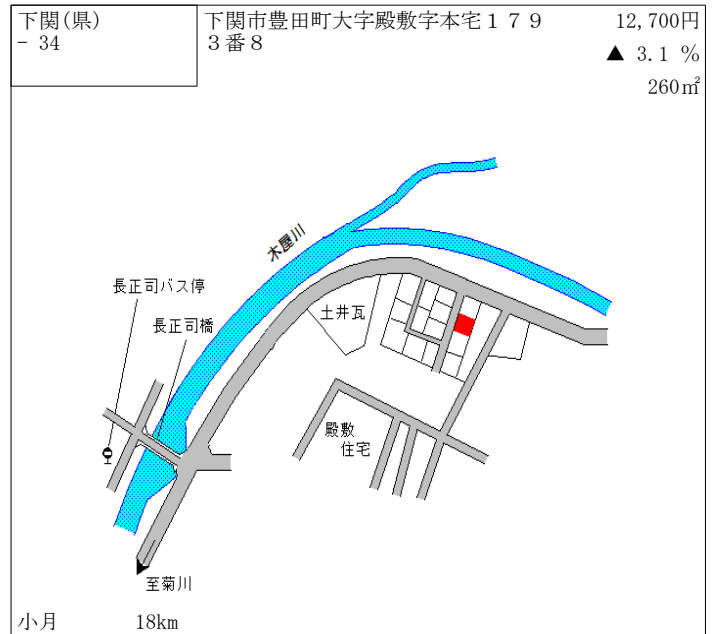 下関(県)
- 34
下関市豊田町大字殿敷字本宅１７９
３番８
12,700円
▲ 3.1 %
260㎡
木屋川
長正司バス停
長正司橋
土井瓦
殿敷
住宅
至菊川
小月 18km